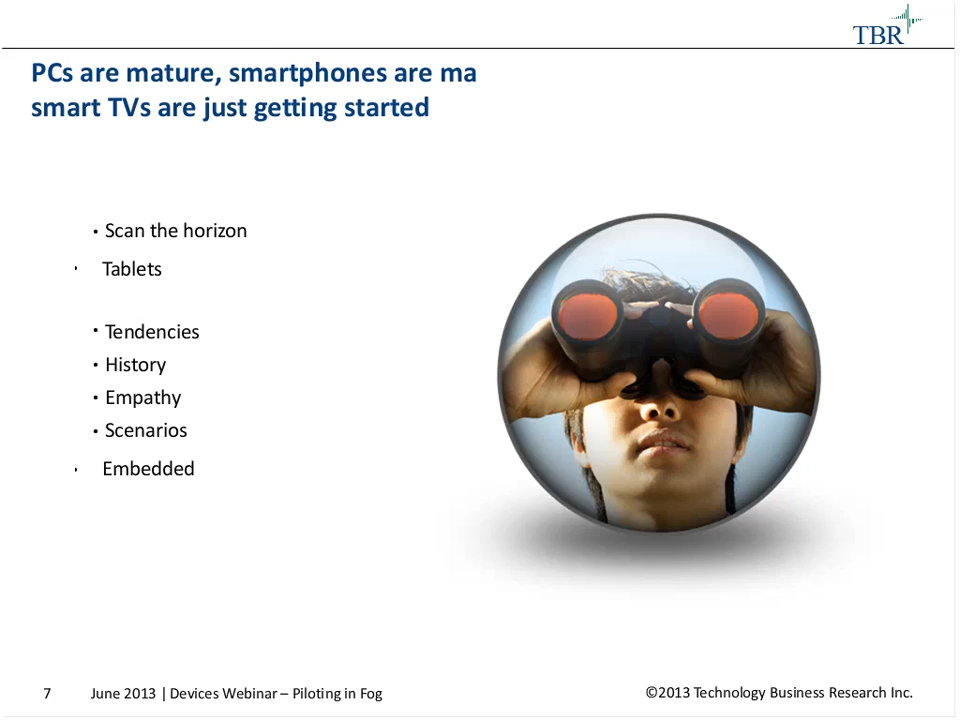 TBR
PCs are mature, smartphones are ma
smart TVs are just getting started
• Scan the horizon
• Tablets
• Tendencies
• History
• Empathy
• Scenarios
• Embedded
7 June 2013 | Devices Webinar – Piloting in Fog ©2013 Technology Business Research Inc.